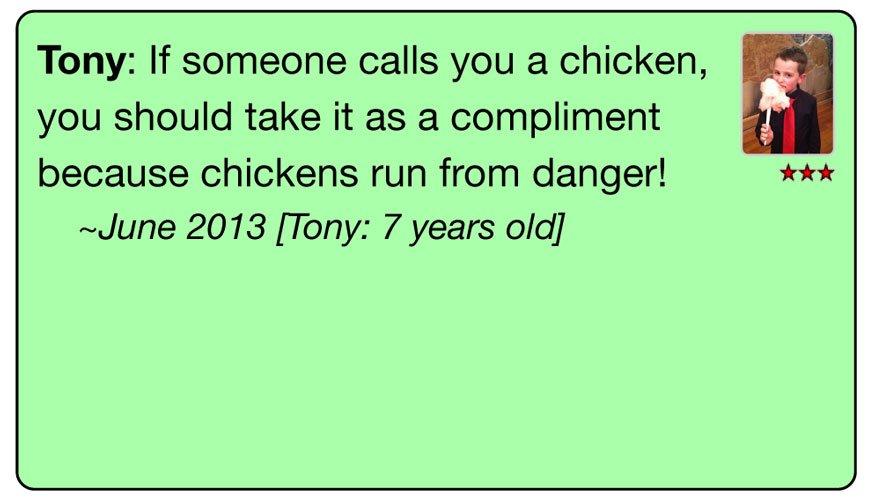 Tony: If someone calls you a chicken,
you should take it as a compliment
because chickens run from danger!
~June 2013 [Tony: 7 years old]